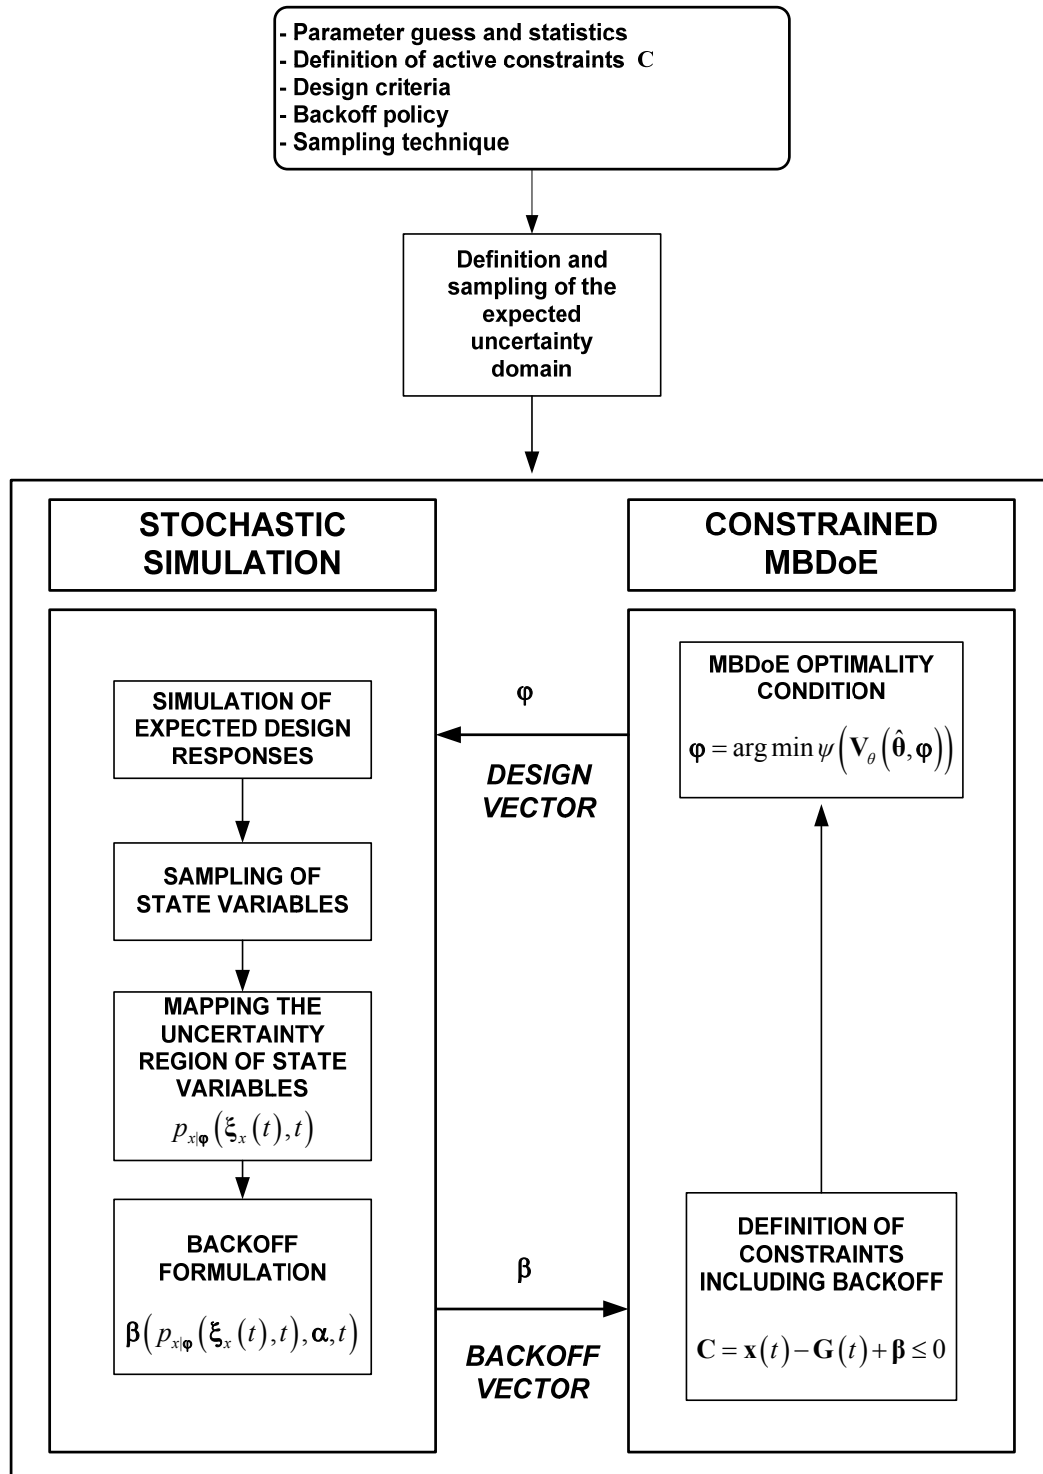 - Parameter guess and statistics
- Definition of active constraints C
- Design criteria
- Backoff policy
- Sampling technique
Definition and
sampling of the
expected
uncertainty
domain
STOCHASTIC
SIMULATION
CONSTRAINED
MBDoE
SIMULATION OF
EXPECTED DESIGN
RESPONSES
SAMPLING OF
STATE VARIABLES
MAPPING THE
UNCERTAINTY
REGION OF STATE
VARIABLES
p_{x|φ}(ξ_x(t),t)
BACKOFF
FORMULATION
β(p_{x|φ}(ξ_x(t),t),α,t)
φ
DESIGN
VECTOR
β
BACKOFF
VECTOR
MBDoE OPTIMALITY
CONDITION
φ = arg min ψ(V_θ(θ̂,φ))
DEFINITION OF
CONSTRAINTS
INCLUDING BACKOFF
C = x(t) − G(t) + β ≤ 0